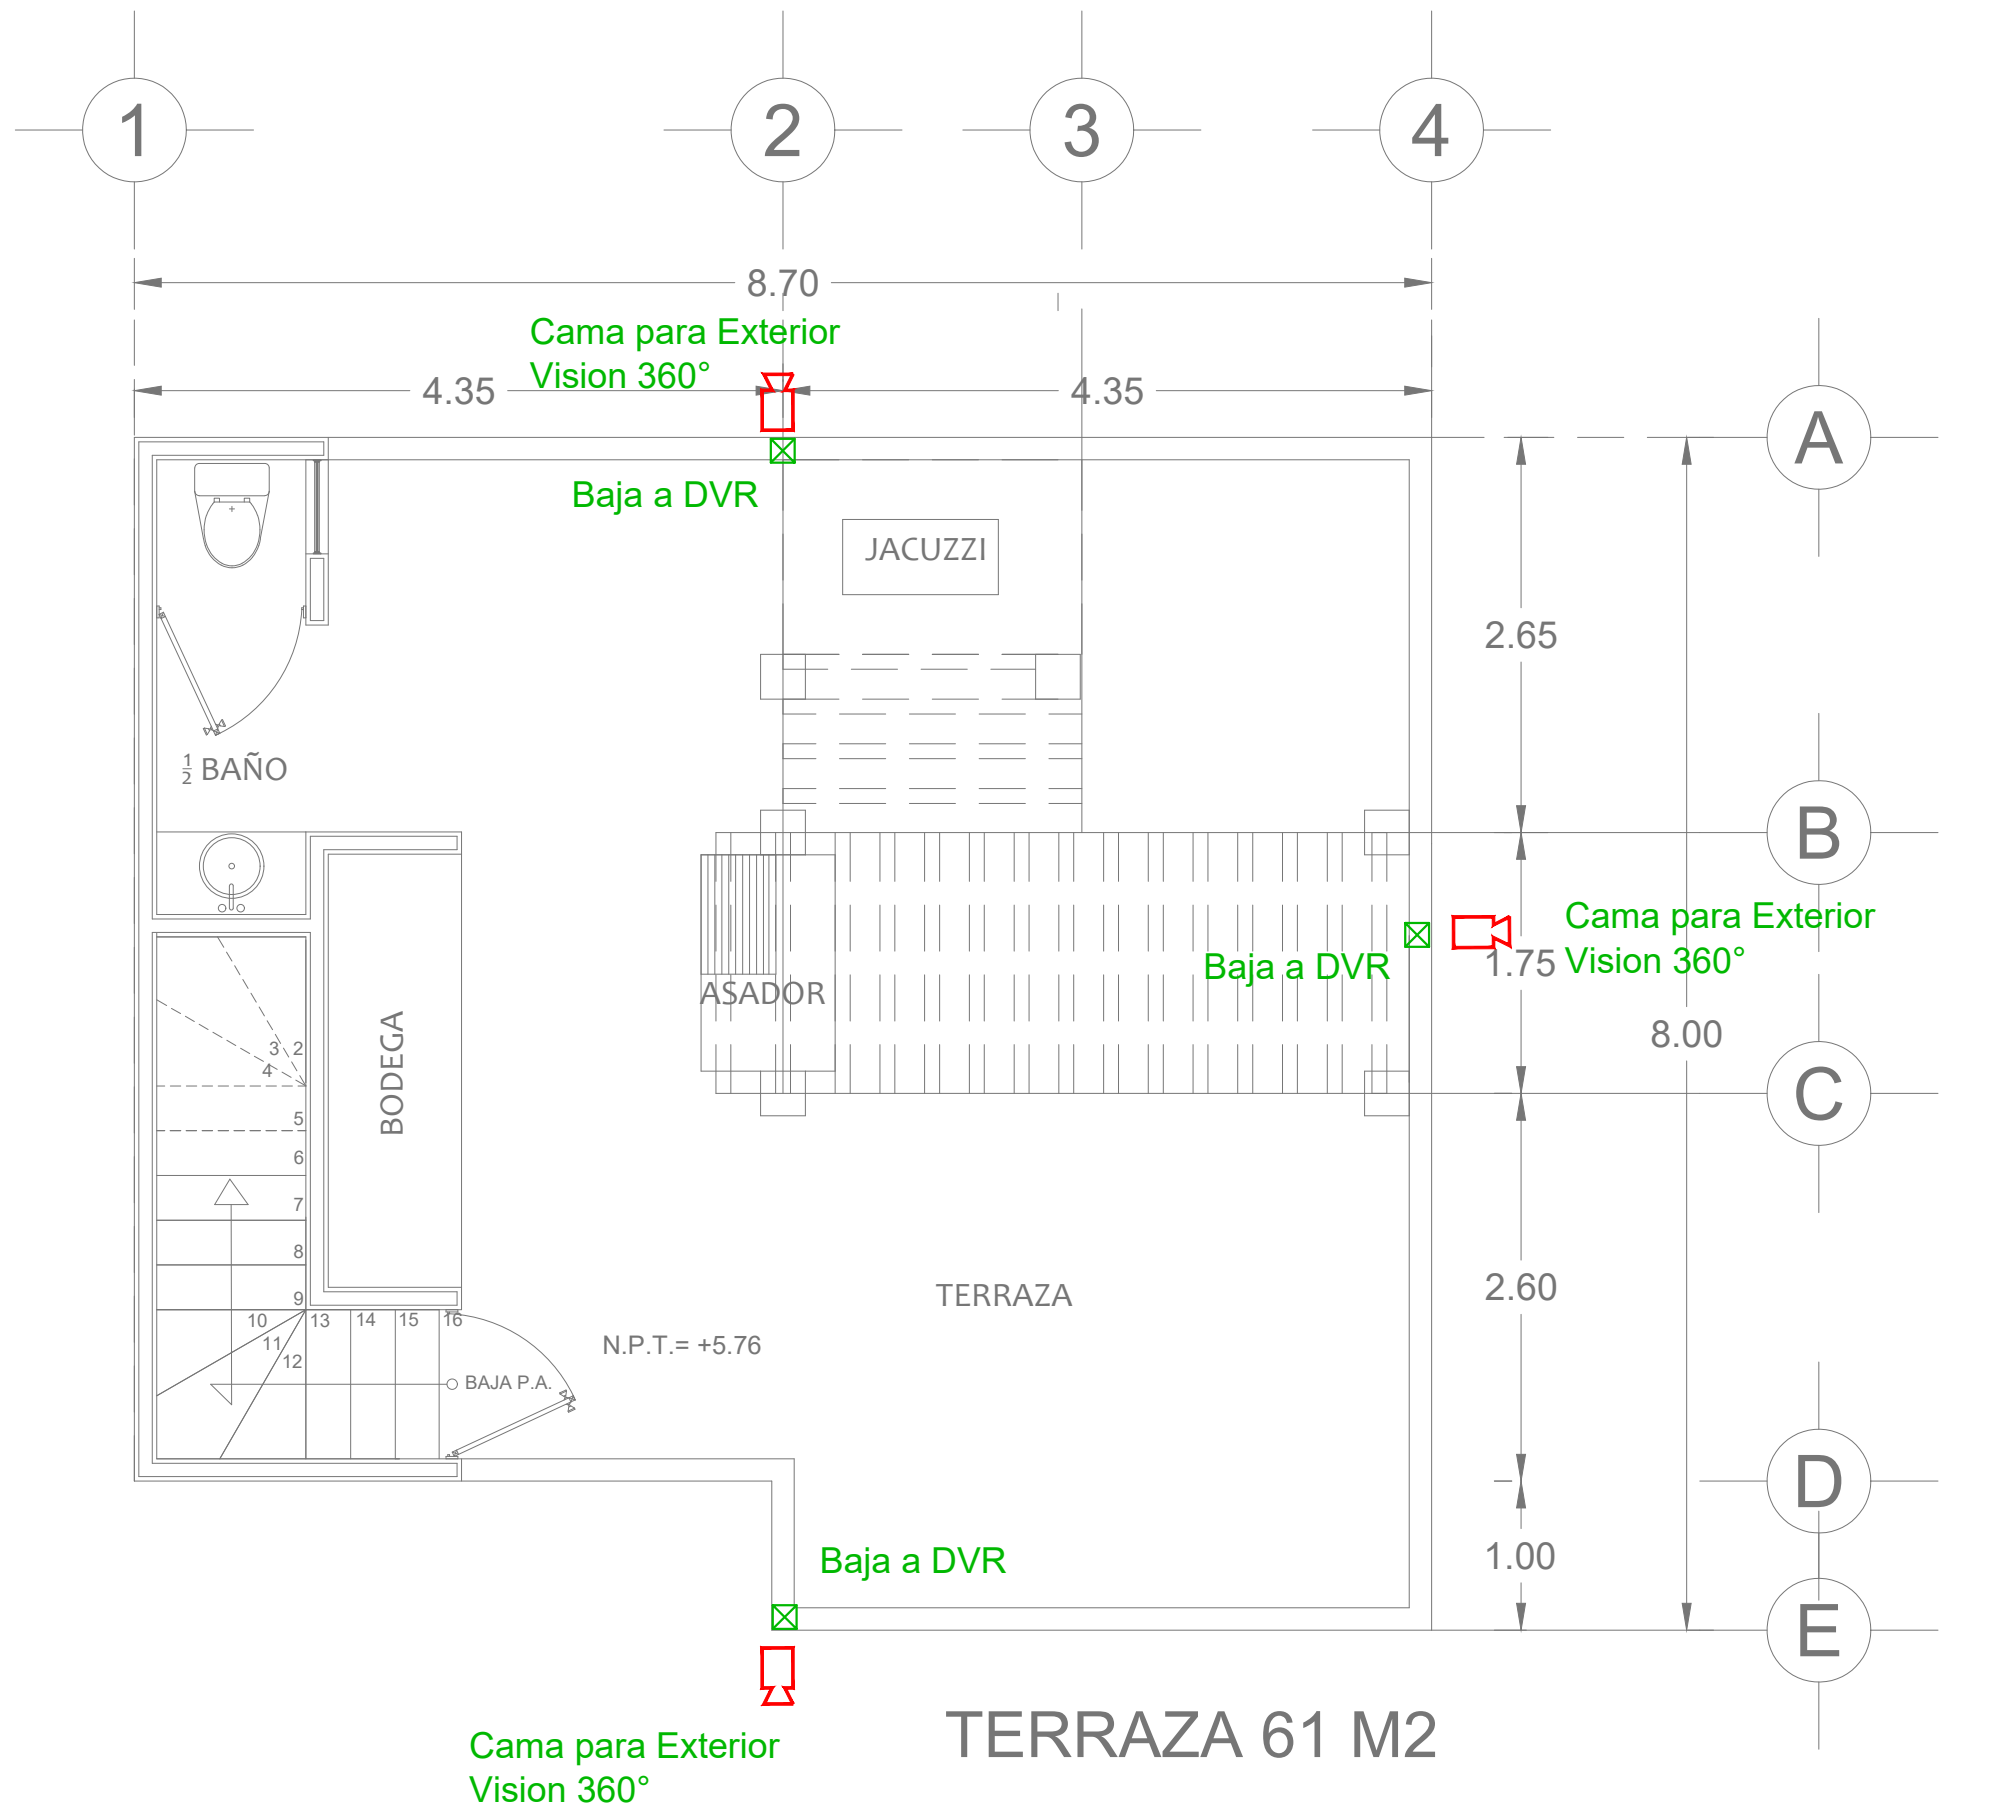 1
2
3
4
8.70
Cama para Exterior
Vision 360°
4.35
4.35
A
Baja a DVR
JACUZZI
2.65
½ BAÑO
B
Cama para Exterior
Vision 360°
Baja a DVR
1.75
ASADOR
8.00
BODEGA
3 2
4
C
5
6
7
8
9
10
11
12
13
14
15
16
TERRAZA
2.60
N.P.T.= +5.76
BAJA P.A.
D
Baja a DVR
1.00
E
TERRAZA 61 M2
Cama para Exterior
Vision 360°